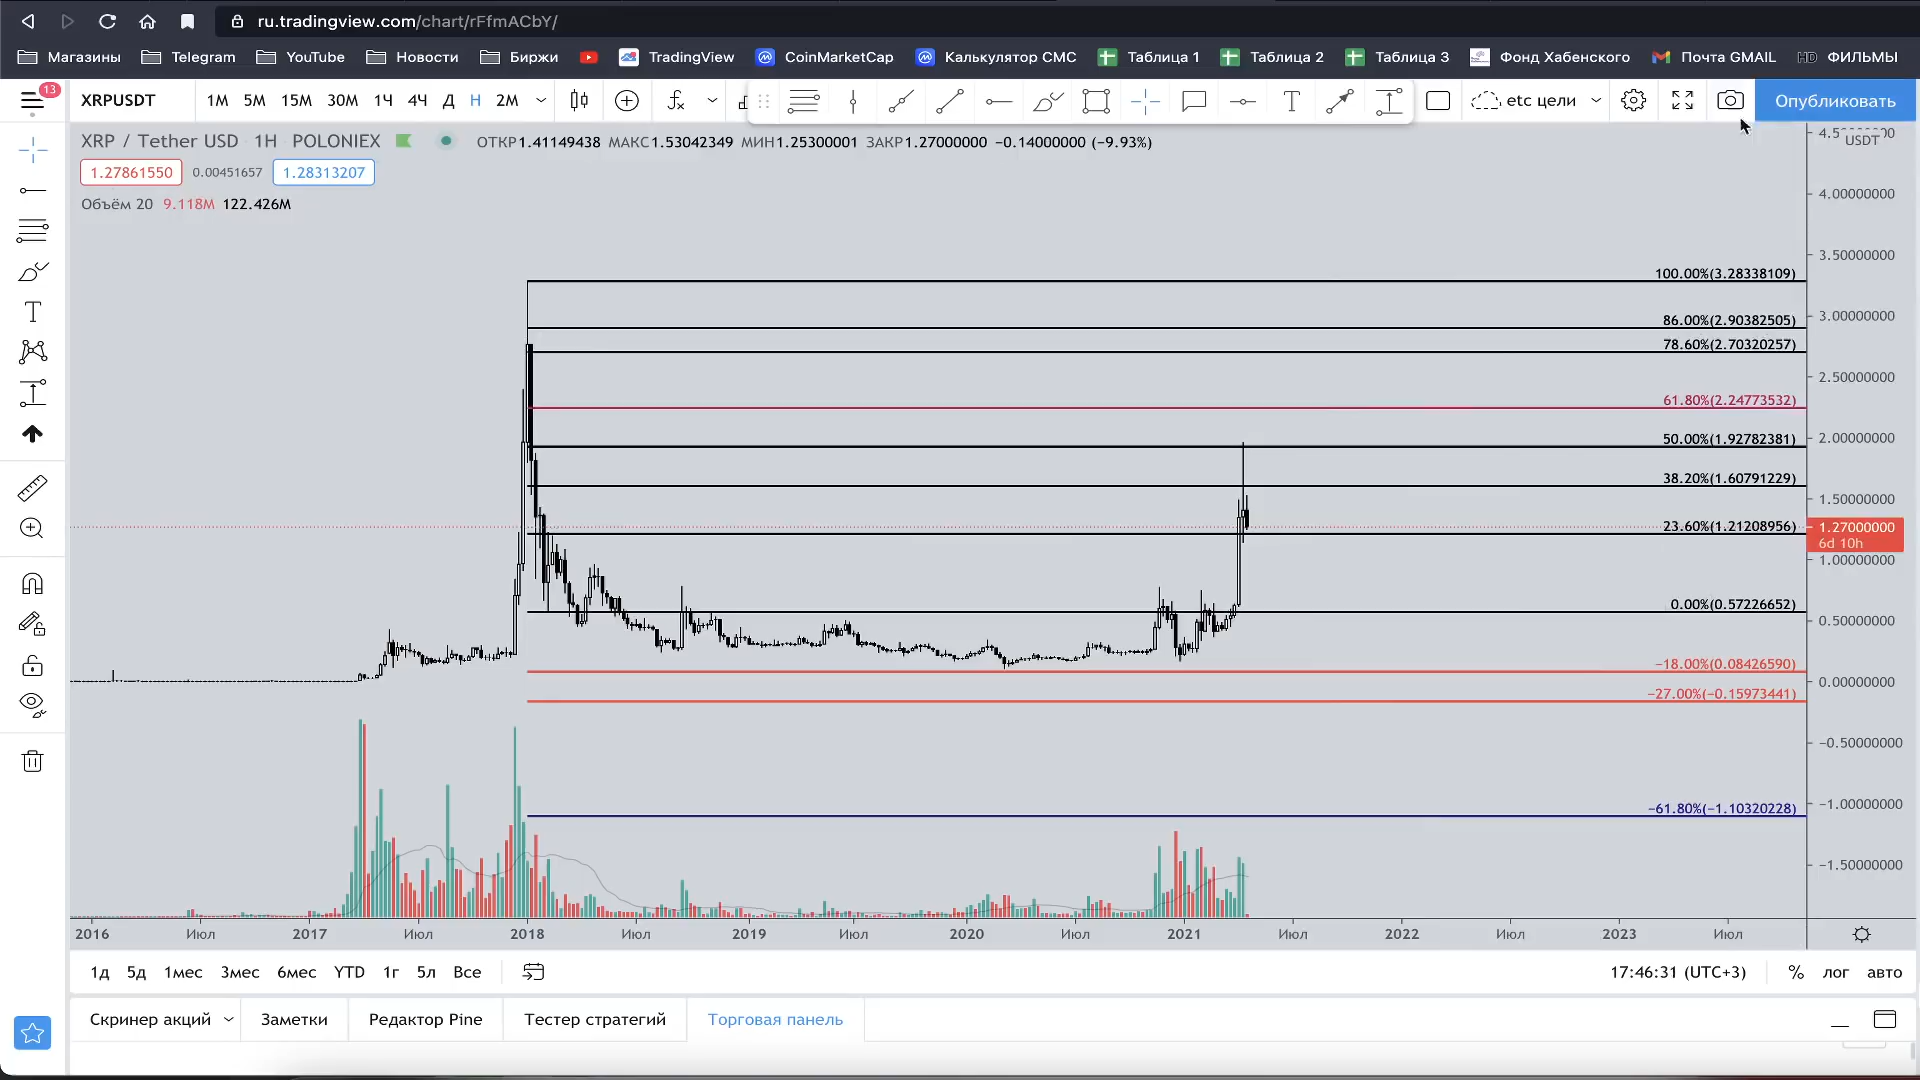 ru.tradingview.com/chart/rFfmACbY/
Магазины Telegram YouTube Новости Биржи TradingView CoinMarketCap Калькулятор CMC Таблица 1 Таблица 2 Таблица 3 Фонд Хабенского Почта GMAIL HD ФИЛЬМЫ
13 XRPUSDT 1М 5М 15М 30М 1Ч 4Ч Д Н 2М etc цели Опубликовать
XRP / Tether USD 1Н POLONIEX ОТКР1.41149438 МАКС1.53042349 МИН1.25300001 ЗАКР1.27000000 −0.14000000 (−9.93%)
USDT
1.27861550 0.00451657 1.28313207
4.00000000
Объём 20 9.118M 122.426M
3.50000000
100.00%(3.28338109)
3.00000000
86.00%(2.90382505)
78.60%(2.70320257)
2.50000000
61.80%(2.24773532)
50.00%(1.92782381)
2.00000000
38.20%(1.60791229)
1.50000000
23.60%(1.21208956)
1.27000000
6d 10h
1.00000000
0.00%(0.57226652)
0.50000000
−18.00%(0.08426590)
0.00000000
−27.00%(−0.15973441)
−0.50000000
−61.80%(−1.10320228)
−1.00000000
−1.50000000
2016 Июл 2017 Июл 2018 Июл 2019 Июл 2020 Июл 2021 Июл 2022 Июл 2023 Июл
1д 5д 1мес 3мес 6мес YTD 1г 5л Все 17:46:31 (UTC+3) % лог авто
Скринер акций Заметки Редактор Pine Тестер стратегий Торговая панель